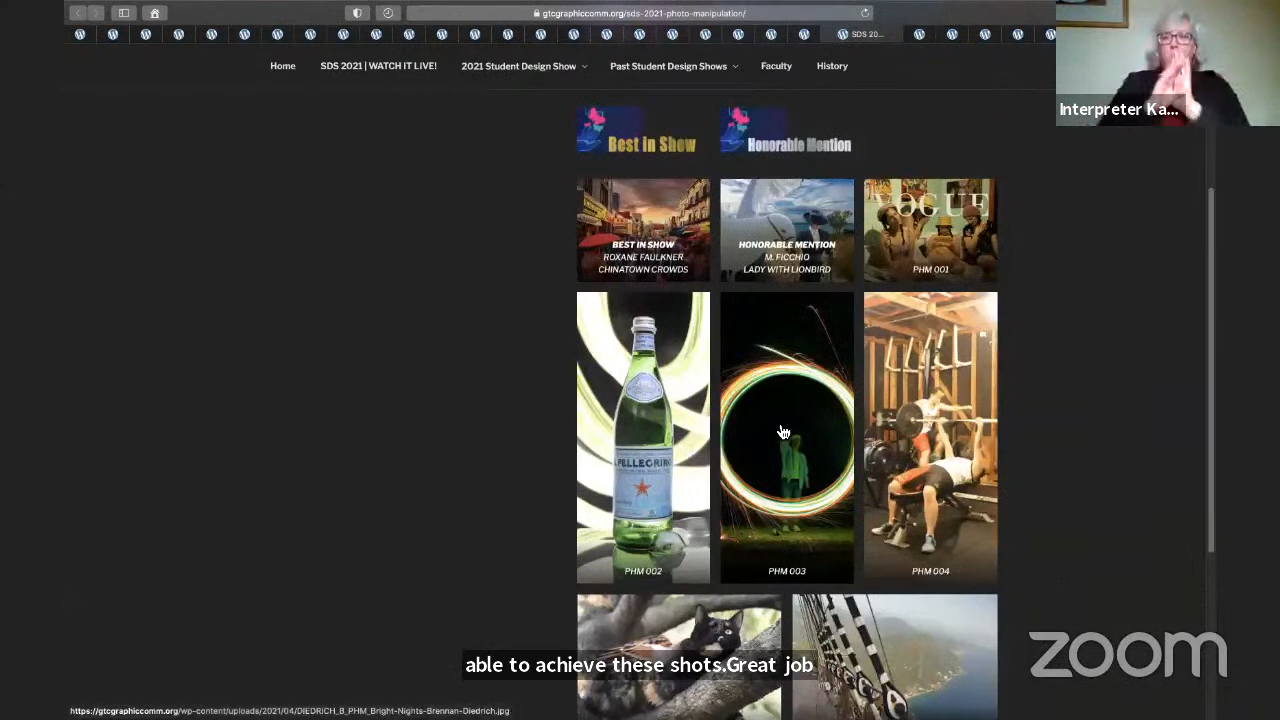 gtcgraphiccomm.org/sds-2021-photo-manipulation/
SDS 20...
Home SDS 2021 | WATCH IT LIVE! 2021 Student Design Show Past Student Design Shows Faculty History
Interpreter Ka...
Best in Show Honorable Mention
BEST IN SHOW
ROXANE FAULKNER
CHINATOWN CROWDS
HONORABLE MENTION
M. FICCHIO
LADY WITH LIONBIRD
VOGUE
PHM 001
S.PELLEGRINO
PHM 002
PHM 003
PHM 004
able to achieve these shots.Great job
zoom
https://gtcgraphiccomm.org/wp-content/uploads/2021/04/DIEDRICH_B_PHM_Bright-Nights-Brennan-Diedrich.jpg